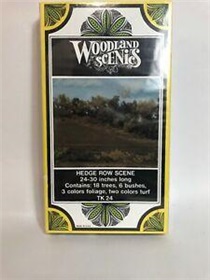 WOODLAND
SCENICS
HEDGE ROW SCENE
24-30 inches long
Contains: 18 trees, 6 bushes,
3 colors foliage, two colors turf
TK 24